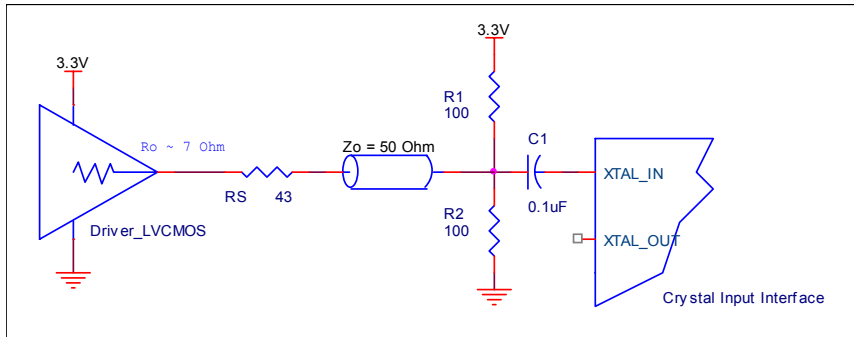 3.3V
3.3V
R1
100
Ro ~ 7 Ohm
Zo = 50 Ohm
C1
XTAL_IN
RS 43
0.1uF
R2
100
Driver_LVCMOS
XTAL_OUT
Crystal Input Interface